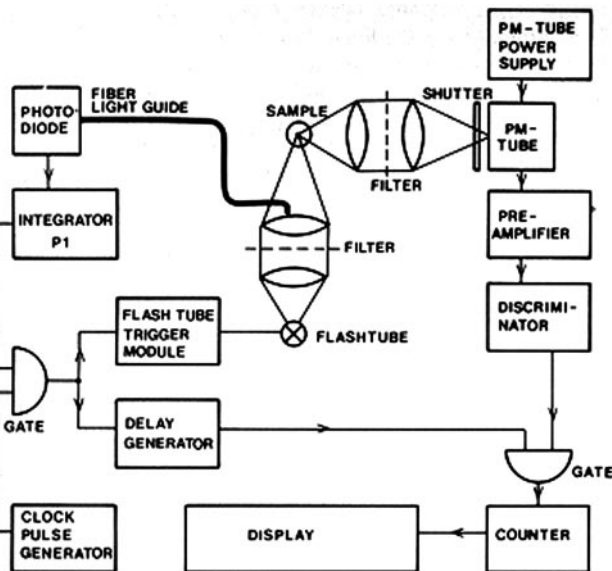 PM-TUBE
POWER
SUPPLY
FIBER
LIGHT GUIDE
PHOTO-
DIODE
SAMPLE
SHUTTER
PM-
TUBE
FILTER
INTEGRATOR
P1
PRE-
AMPLIFIER
FILTER
FLASH TUBE
TRIGGER
MODULE
FLASHTUBE
DISCRIMI-
NATOR
GATE
DELAY
GENERATOR
GATE
CLOCK
PULSE
GENERATOR
DISPLAY
COUNTER